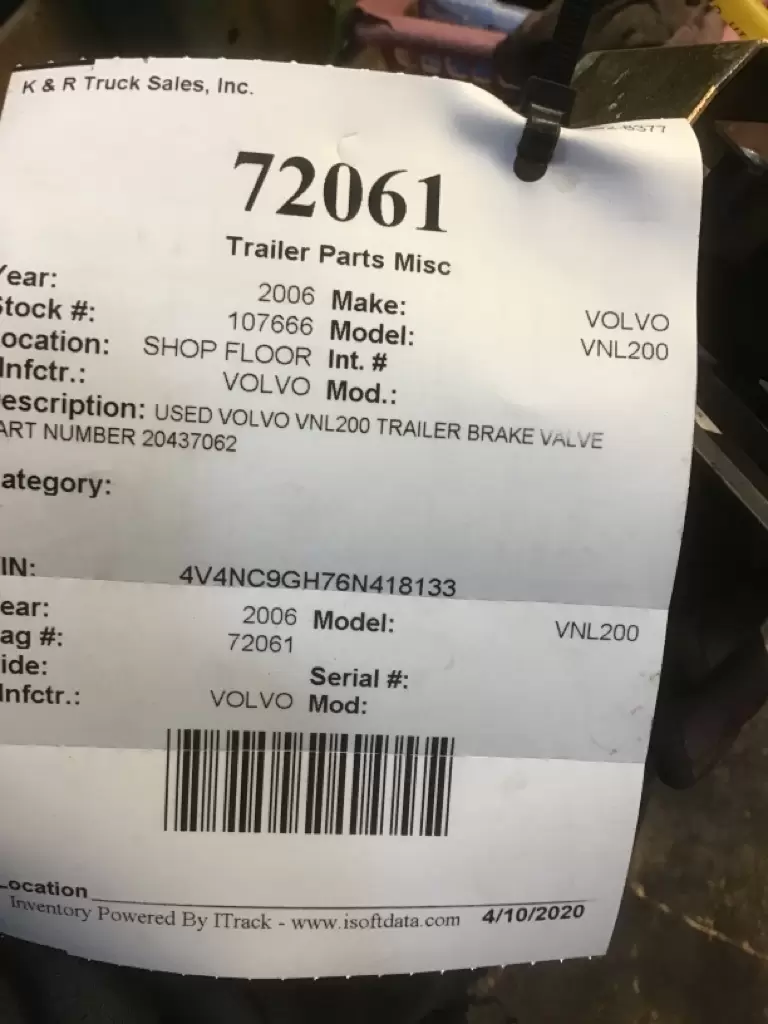 K & R Truck Sales, Inc.
72061
Trailer Parts Misc
Year: 2006 Make: VOLVO
Stock #: 107666 Model: VNL200
ocation: SHOP FLOOR Int. #
nfctr.: VOLVO Mod.:
escription: USED VOLVO VNL200 TRAILER BRAKE VALVE
ART NUMBER 20437062
ategory:
IN: 4V4NC9GH76N418133
ear: 2006 Model: VNL200
ag #: 72061
ide: Serial #:
nfctr.: VOLVO Mod:
Location
Inventory Powered By ITrack - www.isoftdata.com 4/10/2020